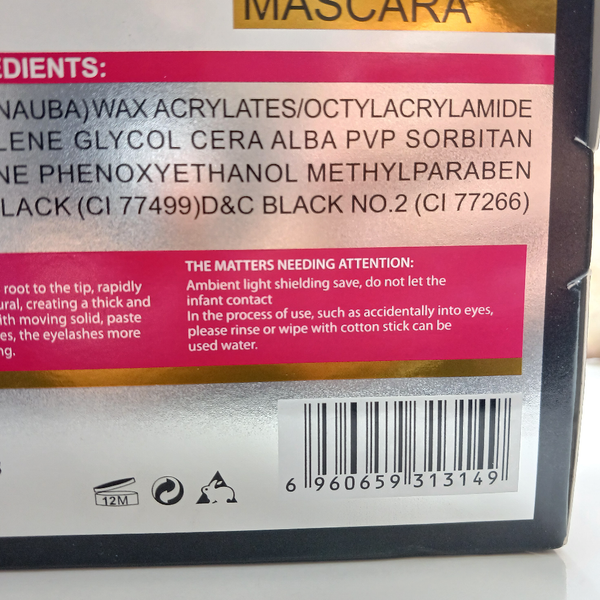 MASCARA
EDIENTS:
NAUBA)WAX ACRYLATES/OCTYLACRYLAMIDE
LENE GLYCOL CERA ALBA PVP SORBITAN
NE PHENOXYETHANOL METHYLPARABEN
LACK (CI 77499)D&C BLACK NO.2 (CI 77266)
root to the tip, rapidly
ural, creating a thick and
ith moving solid, paste
es, the eyelashes more
ng.
THE MATTERS NEEDING ATTENTION:
Ambient light shielding save, do not let the
infant contact
In the process of use, such as accidentally into eyes,
please rinse or wipe with cotton stick can be
used water.
12M
6 960659 313149